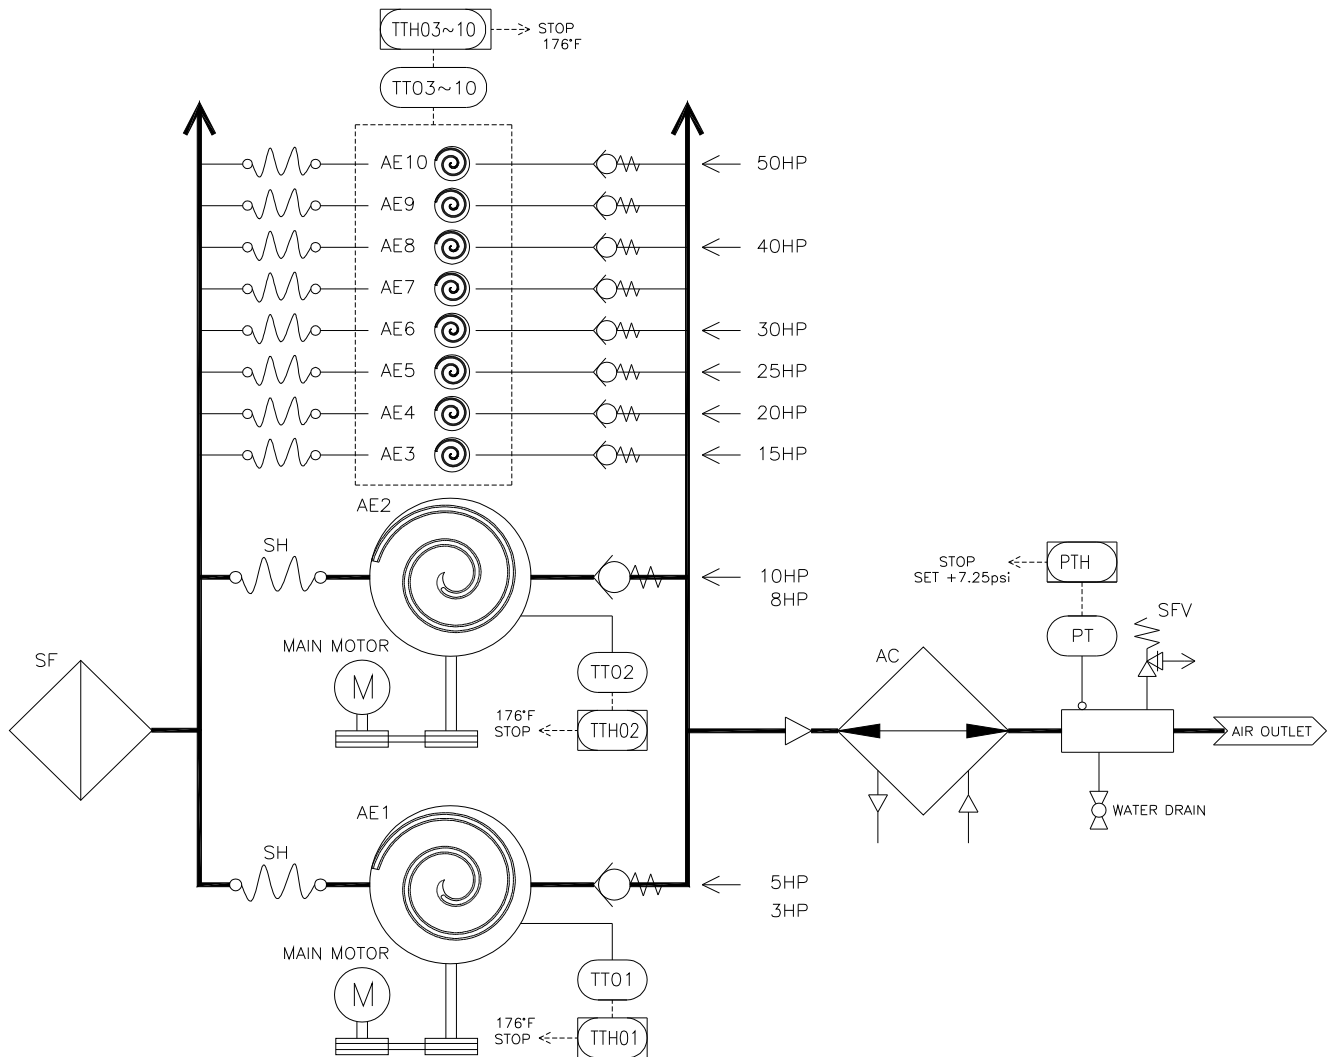 TTH03~10
STOP
176°F
TT03~10
AE10
50HP
AE9
AE8
40HP
AE7
AE6
30HP
AE5
25HP
AE4
20HP
AE3
15HP
AE2
SH
10HP
8HP
STOP
SET +7.25psi
PTH
PT
SFV
MAIN MOTOR
M
TT02
176°F
STOP
TTH02
SF
AC
AIR OUTLET
WATER DRAIN
AE1
SH
5HP
3HP
MAIN MOTOR
M
TT01
176°F
STOP
TTH01